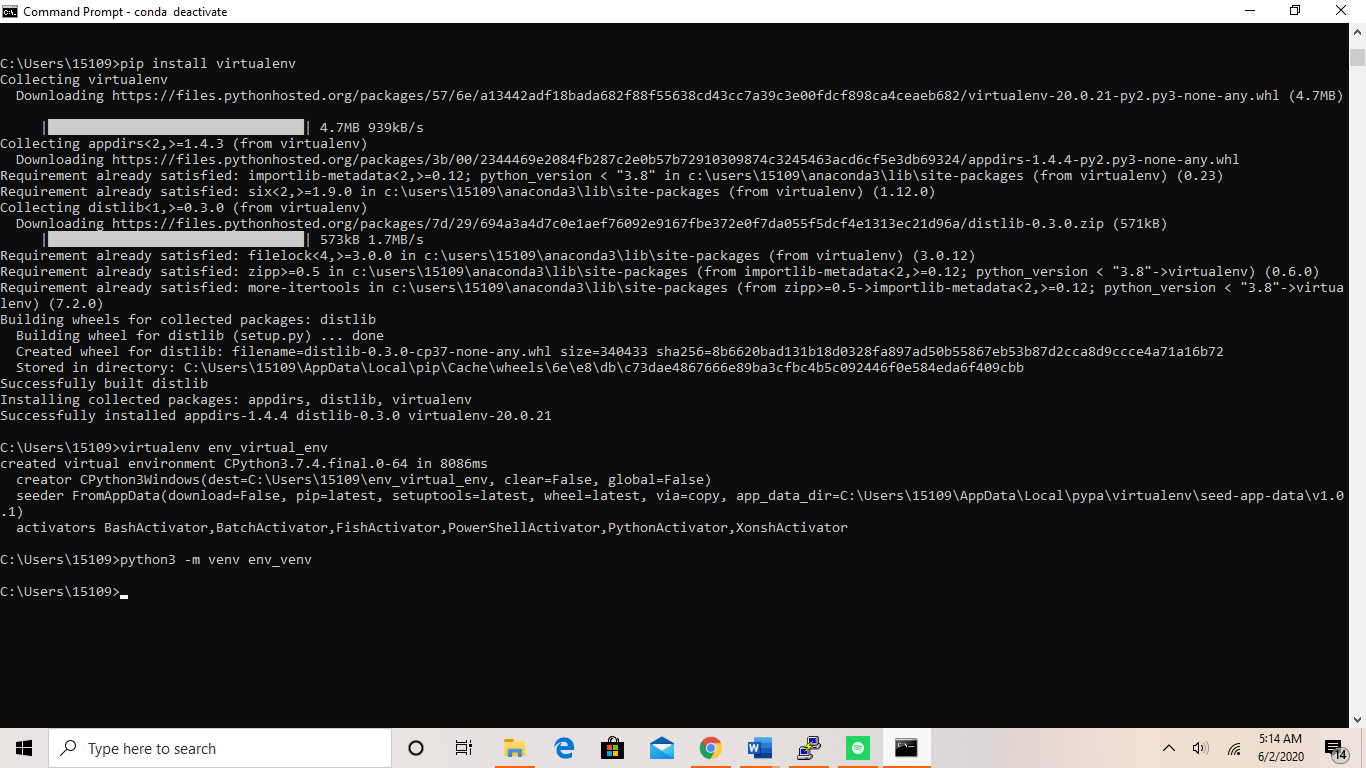 Command Prompt - conda  deactivate
C:\Users\15109>pip install virtualenv
Collecting virtualenv
  Downloading https://files.pythonhosted.org/packages/57/6e/a13442adf18bada682f88f55638cd43cc7a39c3e00fdcf898ca4ceaeb682/virtualenv-20.0.21-py2.py3-none-any.whl (4.7MB)
     |████████████████████████████████| 4.7MB 939kB/s
Collecting appdirs<2,>=1.4.3 (from virtualenv)
  Downloading https://files.pythonhosted.org/packages/3b/00/2344469e2084fb287c2e0b57b72910309874c3245463acd6cf5e3db69324/appdirs-1.4.4-py2.py3-none-any.whl
Requirement already satisfied: importlib-metadata<2,>=0.12; python_version < "3.8" in c:\users\15109\anaconda3\lib\site-packages (from virtualenv) (0.23)
Requirement already satisfied: six<2,>=1.9.0 in c:\users\15109\anaconda3\lib\site-packages (from virtualenv) (1.12.0)
Collecting distlib<1,>=0.3.0 (from virtualenv)
  Downloading https://files.pythonhosted.org/packages/7d/29/694a3a4d7c0e1aef76092e9167fbe372e0f7da055f5dcf4e1313ec21d96a/distlib-0.3.0.zip (571kB)
     |████████████████████████████████| 573kB 1.7MB/s
Requirement already satisfied: filelock<4,>=3.0.0 in c:\users\15109\anaconda3\lib\site-packages (from virtualenv) (3.0.12)
Requirement already satisfied: zipp>=0.5 in c:\users\15109\anaconda3\lib\site-packages (from importlib-metadata<2,>=0.12; python_version < "3.8"->virtualenv) (0.6.0)
Requirement already satisfied: more-itertools in c:\users\15109\anaconda3\lib\site-packages (from zipp>=0.5->importlib-metadata<2,>=0.12; python_version < "3.8"->virtua
lenv) (7.2.0)
Building wheels for collected packages: distlib
  Building wheel for distlib (setup.py) ... done
  Created wheel for distlib: filename=distlib-0.3.0-cp37-none-any.whl size=340433 sha256=8b6620bad131b18d0328fa897ad50b55867eb53b87d2cca8d9ccce4a71a16b72
  Stored in directory: C:\Users\15109\AppData\Local\pip\Cache\wheels\6e\e8\db\c73dae4867666e89ba3cfbc4b5c092446f0e584eda6f409cbb
Successfully built distlib
Installing collected packages: appdirs, distlib, virtualenv
Successfully installed appdirs-1.4.4 distlib-0.3.0 virtualenv-20.0.21
C:\Users\15109>virtualenv env_virtual_env
created virtual environment CPython3.7.4.final.0-64 in 8086ms
  creator CPython3Windows(dest=C:\Users\15109\env_virtual_env, clear=False, global=False)
  seeder FromAppData(download=False, pip=latest, setuptools=latest, wheel=latest, via=copy, app_data_dir=C:\Users\15109\AppData\Local\pypa\virtualenv\seed-app-data\v1.0
.1)
  activators BashActivator,BatchActivator,FishActivator,PowerShellActivator,PythonActivator,XonshActivator
C:\Users\15109>python3 -m venv env_venv
C:\Users\15109>
Type here to search
5:14 AM
6/2/2020
14